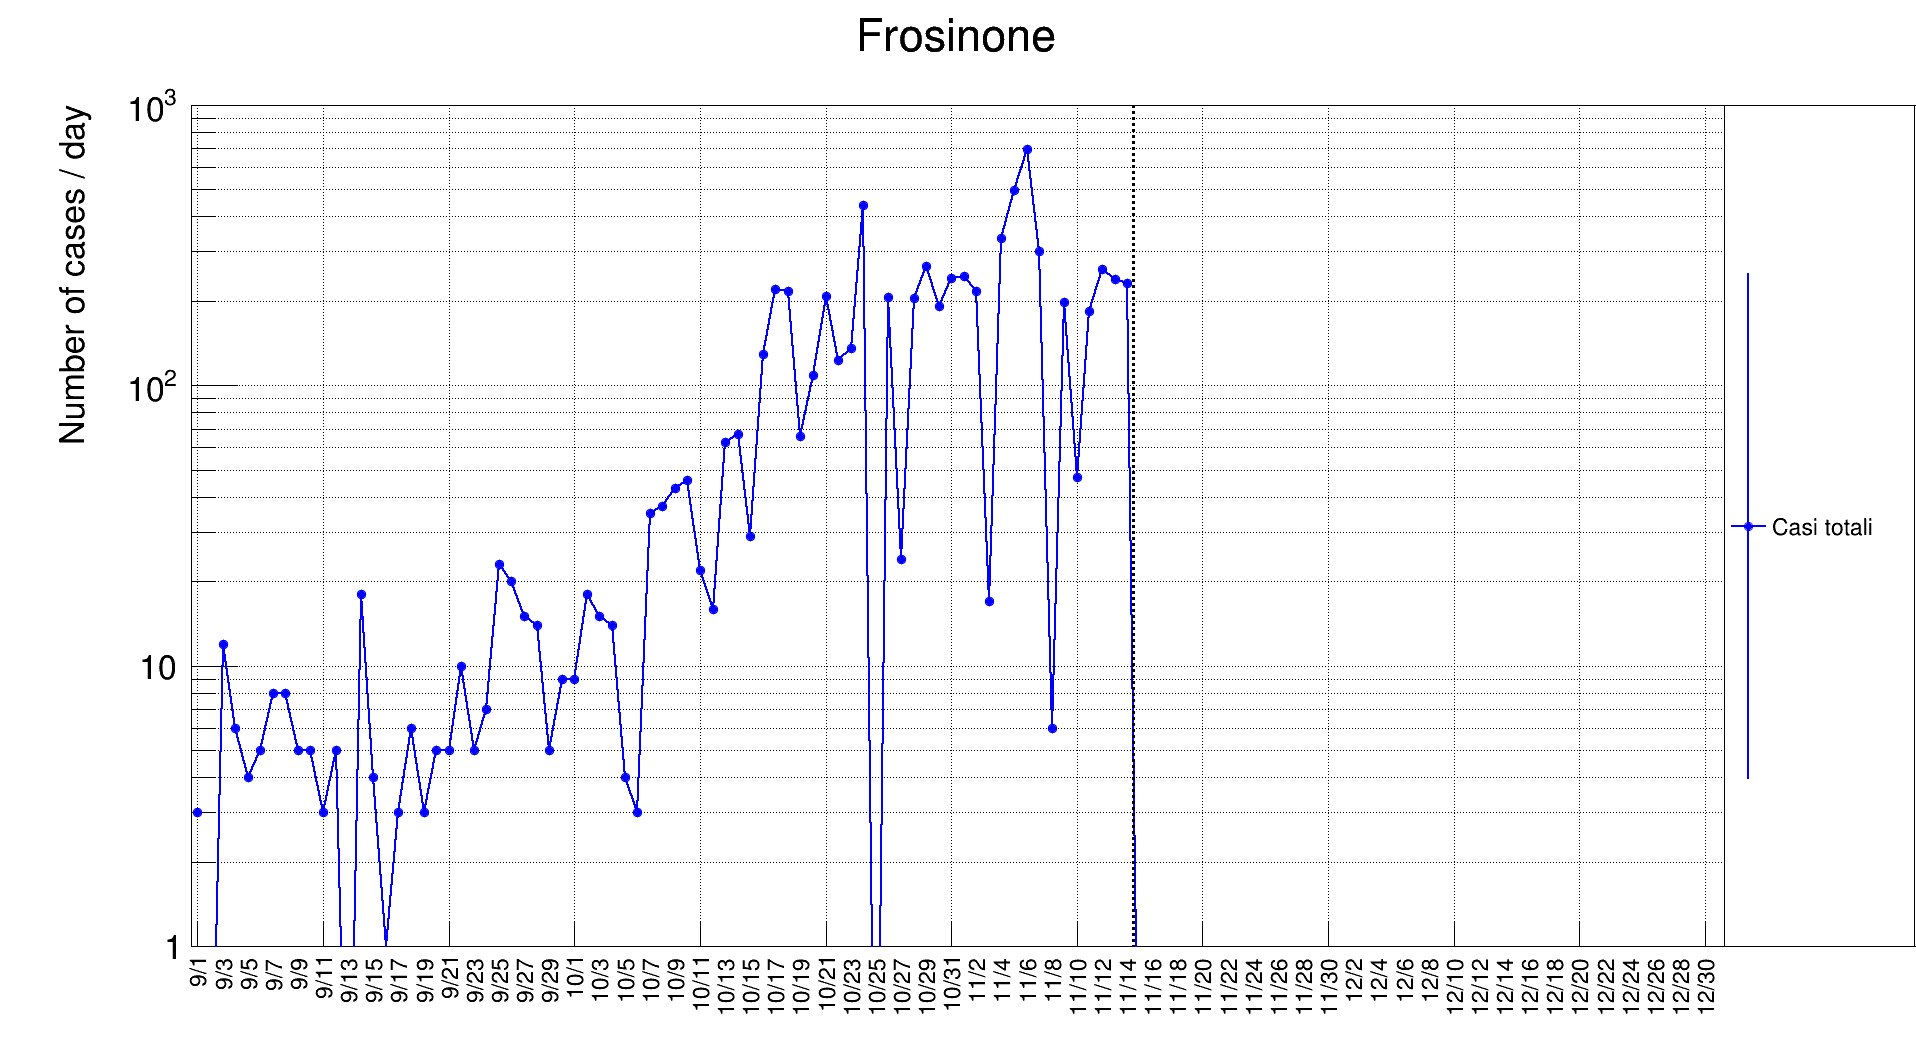 Frosinone
Number of cases / day
10³
10²
10
1
9/1 9/3 9/5 9/7 9/9 9/11 9/13 9/15 9/17 9/19 9/21 9/23 9/25 9/27 9/29 10/1 10/3 10/5 10/7 10/9 10/11 10/13 10/15 10/17 10/19 10/21 10/23 10/25 10/27 10/29 10/31 11/2 11/4 11/6 11/8 11/10 11/12 11/14 11/16 11/18 11/20 11/22 11/24 11/26 11/28 11/30 12/2 12/4 12/6 12/8 12/10 12/12 12/14 12/16 12/18 12/20 12/22 12/24 12/26 12/28 12/30
Casi totali